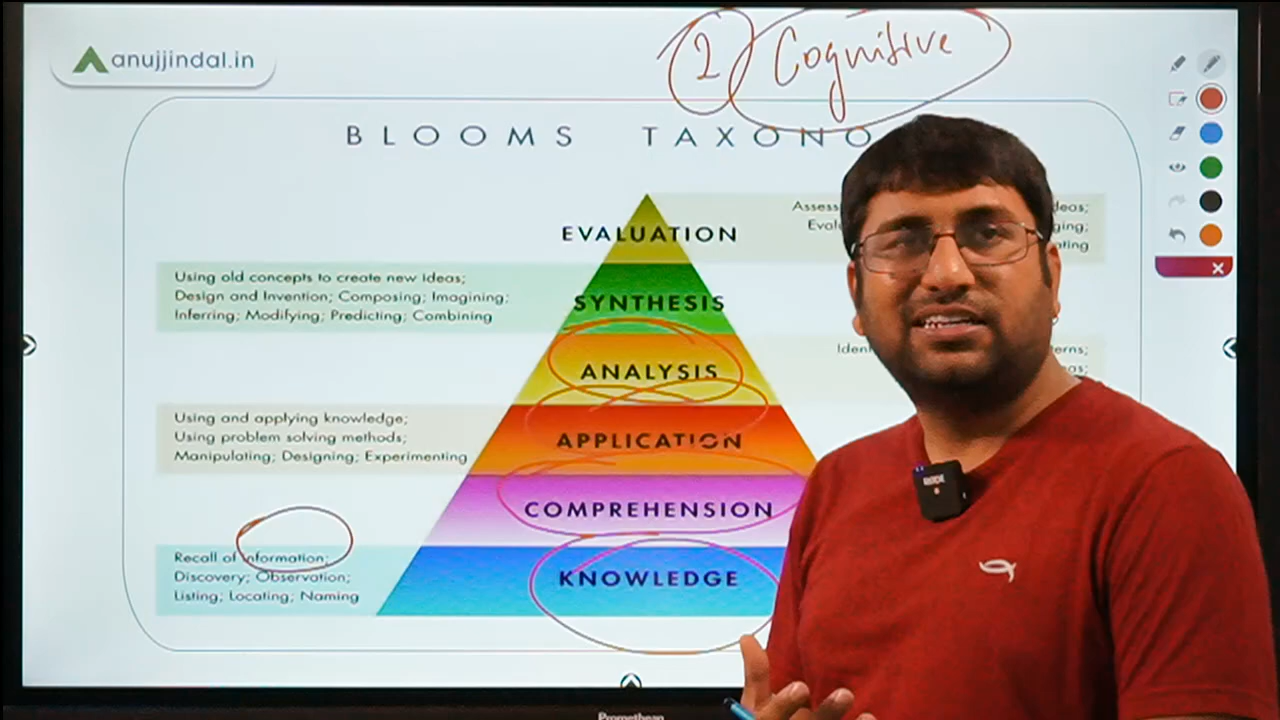 anujjindal.in
2 Cognitive
BLOOMS TAXONO
EVALUATION
Using old concepts to create new ideas;
Design and Invention; Composing; Imagining;
Inferring; Modifying; Predicting; Combining
SYNTHESIS
ANALYSIS
Using and applying knowledge;
Using problem solving methods;
Manipulating; Designing; Experimenting
APPLICATION
COMPREHENSION
Recall of information;
Discovery; Observation;
Listing; Locating; Naming
KNOWLEDGE
RODE
Promethean